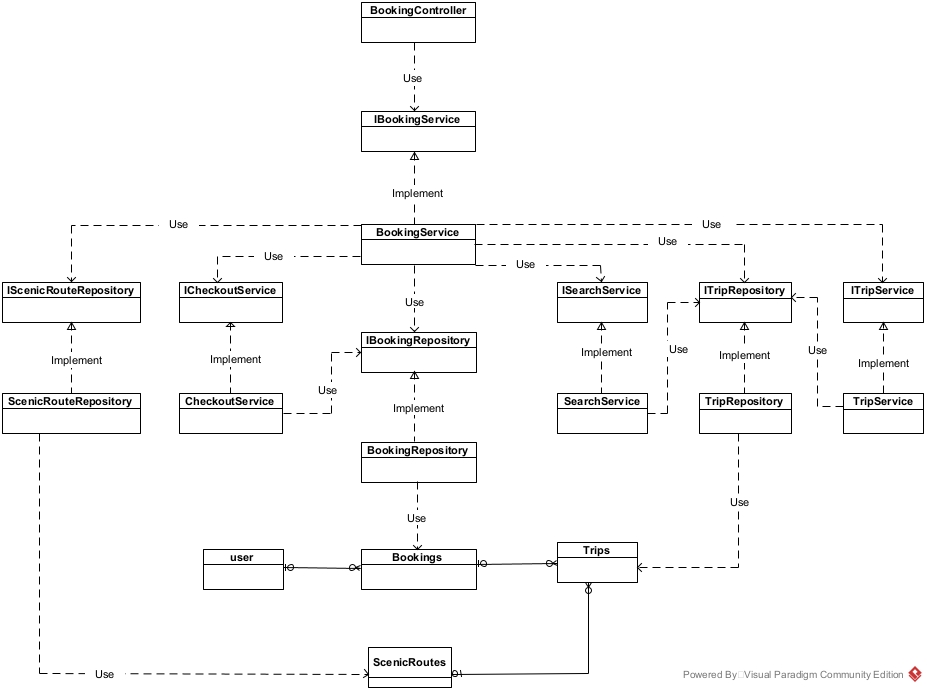 BookingController
Use
IBookingService
Implement
Use
BookingService
Use
Use
Use
Use
IScenicRouteRepository
ICheckoutService
Use
ISearchService
ITripRepository
ITripService
IBookingRepository
Implement
Implement
Use
Implement
Use
Implement
Use
Implement
ScenicRouteRepository
CheckoutService
Implement
SearchService
TripRepository
TripService
BookingRepository
Use
Use
user
Bookings
Trips
ScenicRoutes
Use
Powered By Visual Paradigm Community Edition